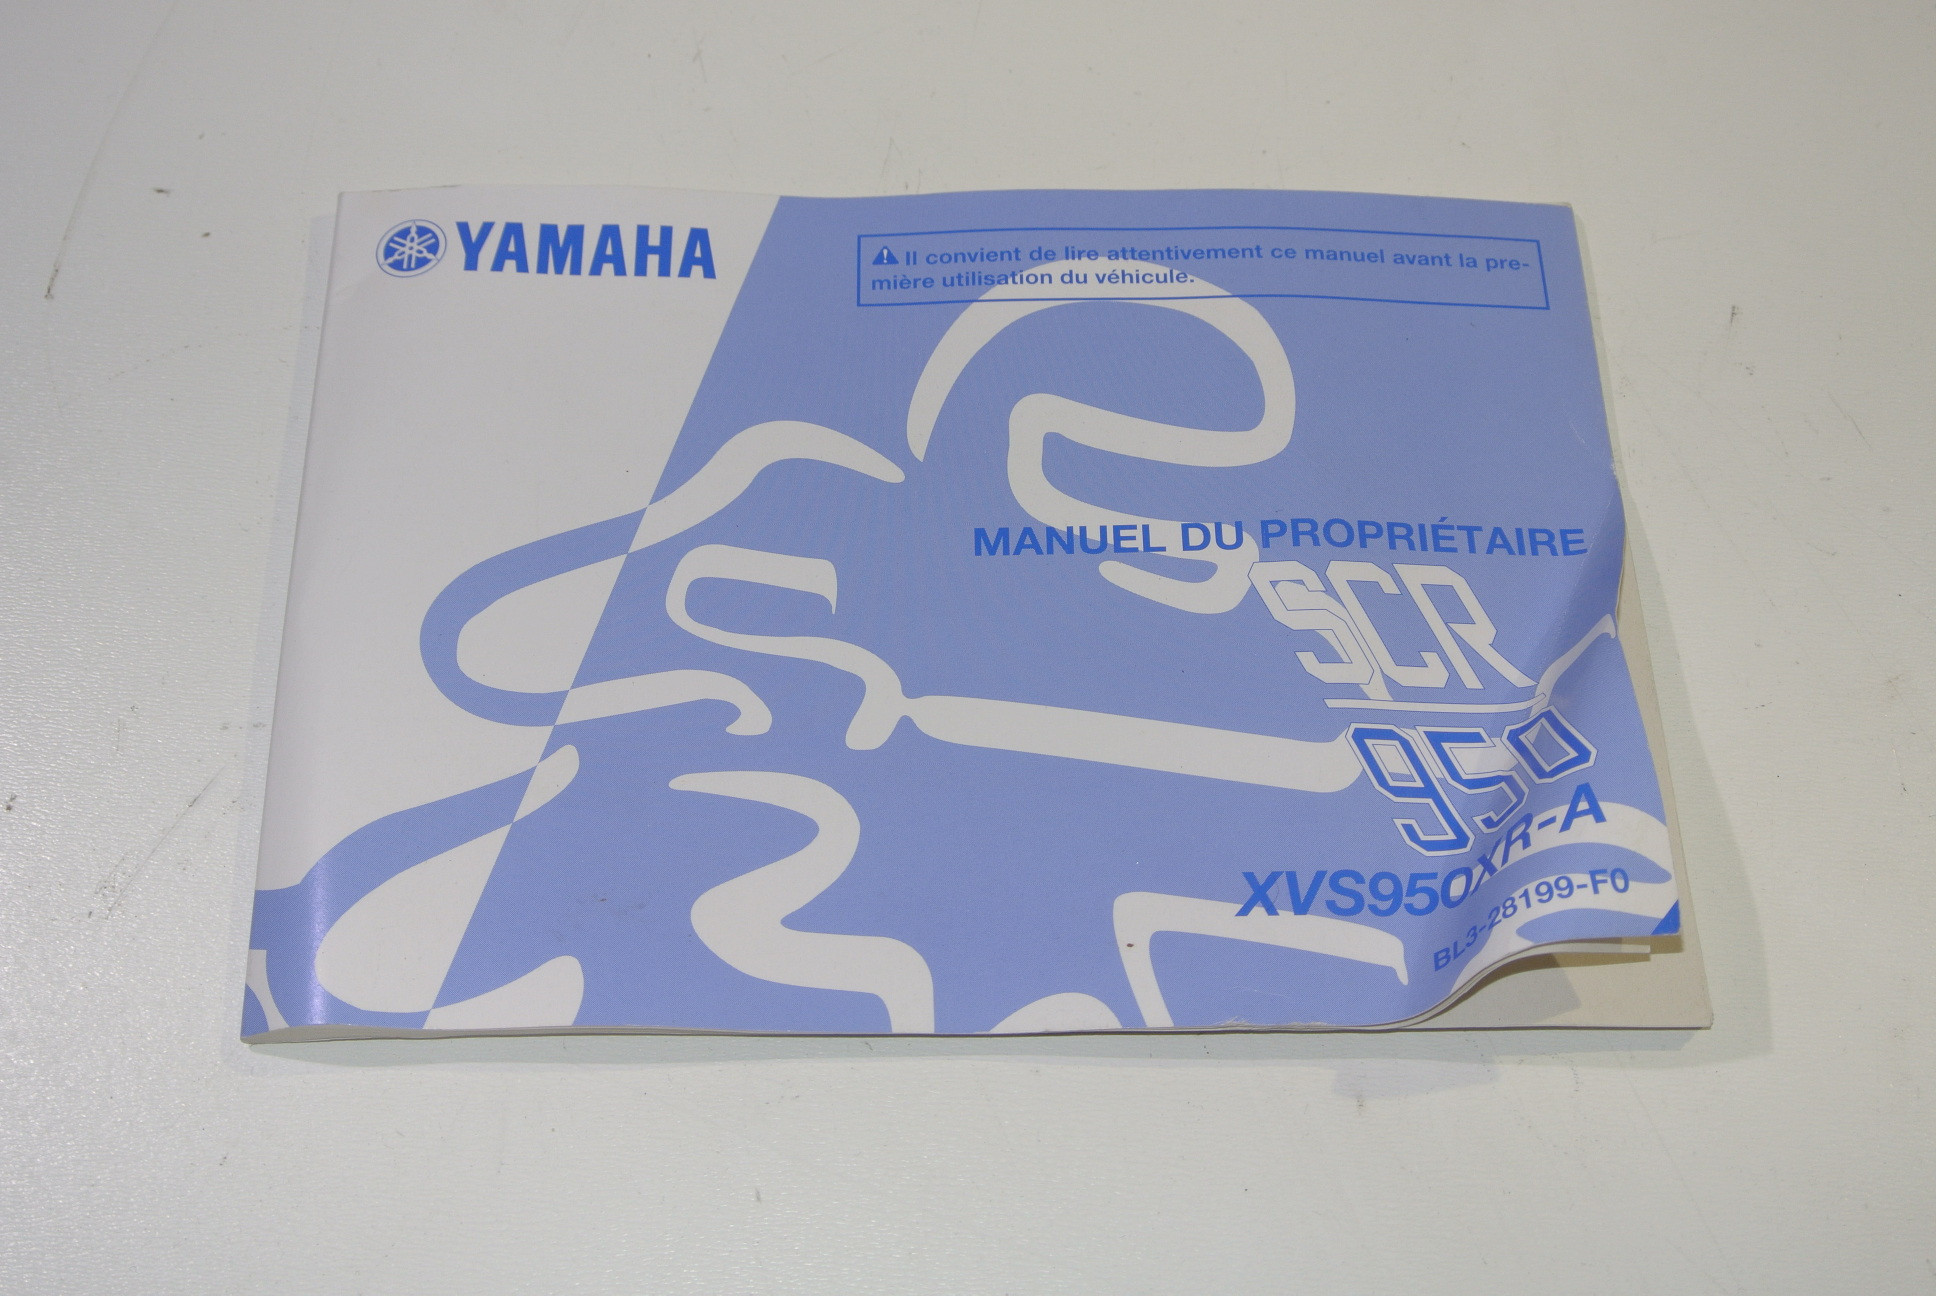 YAMAHA
⚠ Il convient de lire attentivement ce manuel avant la pre-
mière utilisation du véhicule.
MANUEL DU PROPRIÉTAIRE
SCR
950
XVS950XR-A
BL3-28199-F0